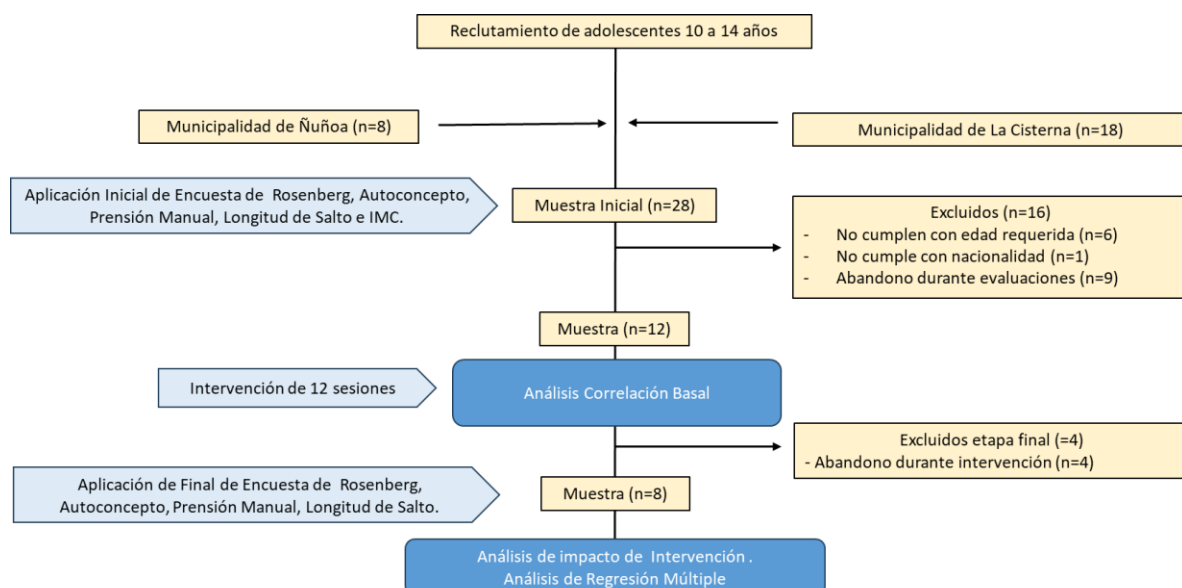 Reclutamiento de adolescentes 10 a 14 años
Municipalidad de Ñuñoa (n=8)
Municipalidad de La Cisterna (n=18)
Aplicación Inicial de Encuesta de Rosenberg, Autoconcepto,
Prensión Manual, Longitud de Salto e IMC.
Muestra Inicial (n=28)
Excluidos (n=16)
- No cumplen con edad requerida (n=6)
- No cumple con nacionalidad (n=1)
- Abandono durante evaluaciones (n=9)
Muestra (n=12)
Intervención de 12 sesiones
Análisis Correlación Basal
Excluidos etapa final (=4)
- Abandono durante intervención (n=4)
Aplicación de Final de Encuesta de Rosenberg,
Autoconcepto, Prensión Manual, Longitud de Salto.
Muestra (n=8)
Análisis de impacto de Intervención .
Análisis de Regresión Múltiple